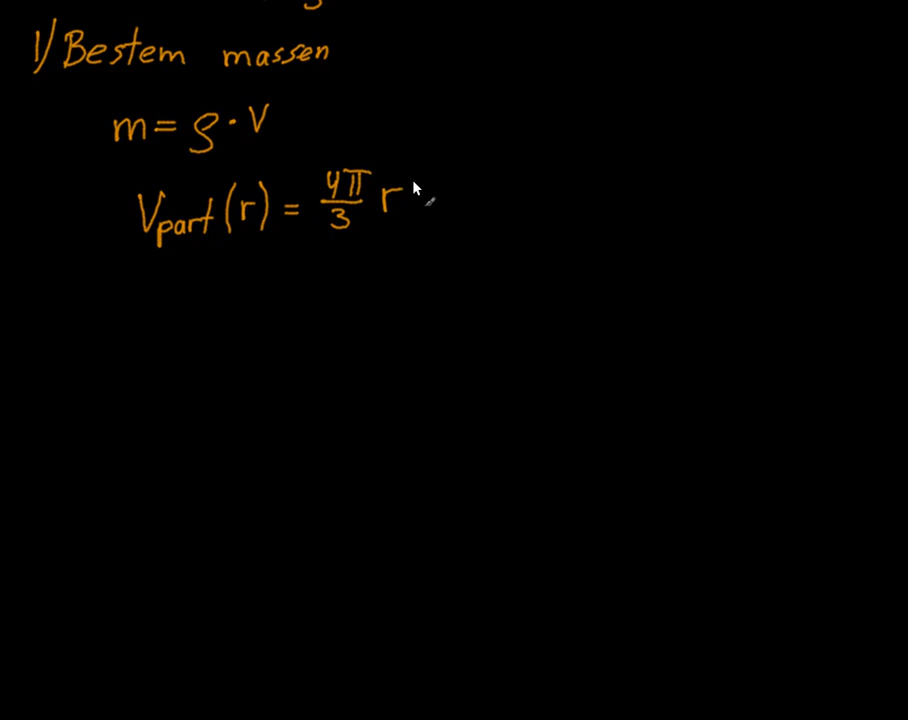 1/ Bestem massen
m = ρ · V
V_part(r) = 4π/3 r